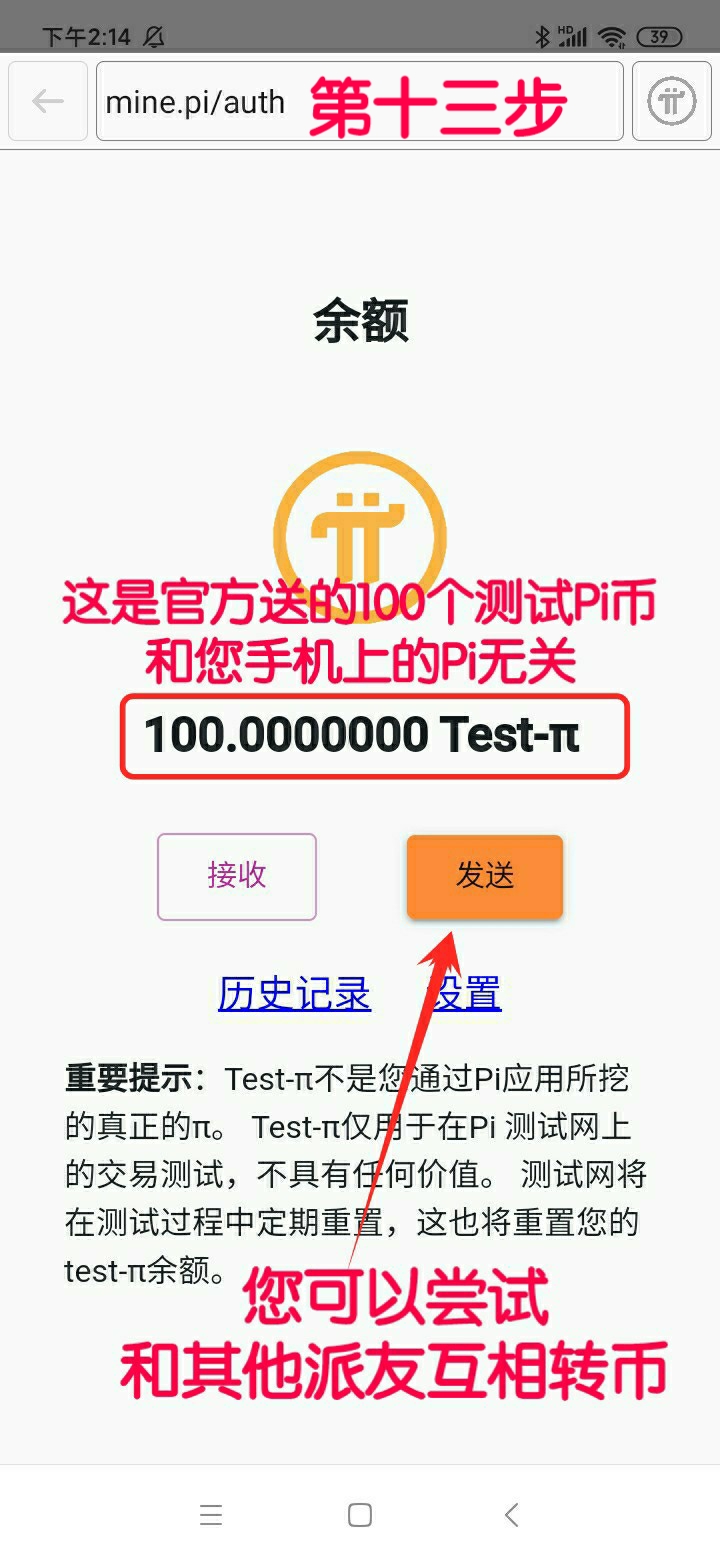 下午2:14
HD
39
mine.pi/auth 第十三步
余额
这是官方送的100个测试Pi币
和您手机上的Pi无关
100.0000000 Test-π
接收 发送
历史记录 设置
重要提示：Test-π不是您通过Pi应用所挖
的真正的π。 Test-π仅用于在Pi 测试网上
的交易测试，不具有任何价值。 测试网将
在测试过程中定期重置，这也将重置您的
test-π余额。
您可以尝试
和其他派友互相转币